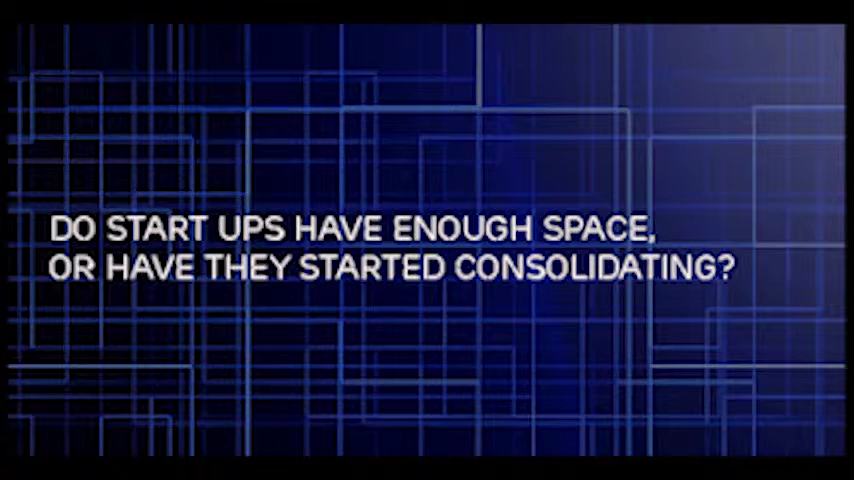 DO START UPS HAVE ENOUGH SPACE,
OR HAVE THEY STARTED CONSOLIDATING?